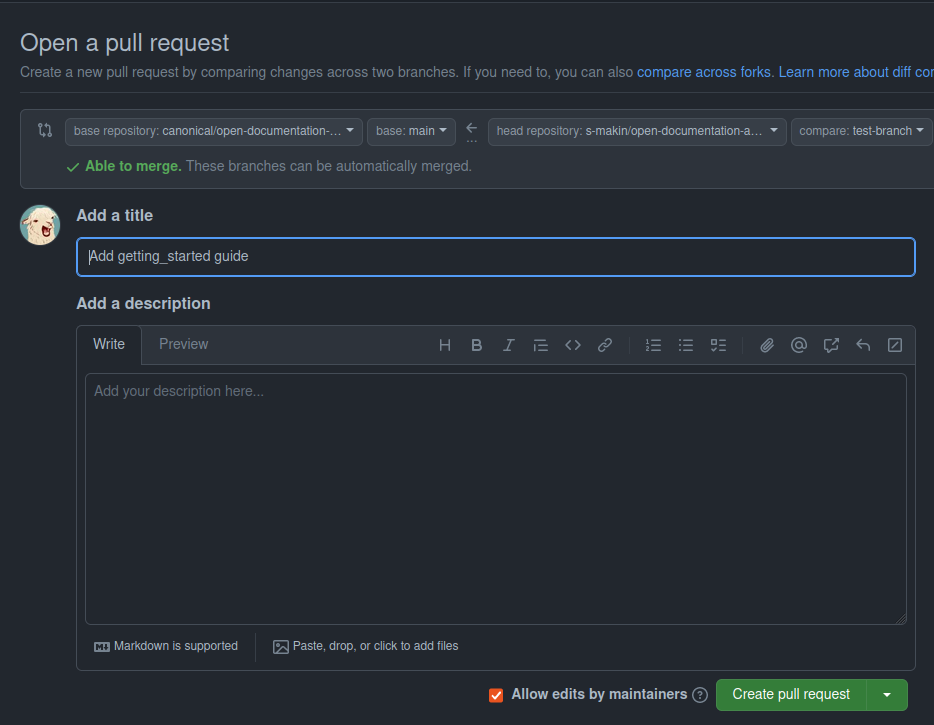 Open a pull request
Create a new pull request by comparing changes across two branches. If you need to, you can also compare across forks. Learn more about diff cor
base repository: canonical/open-documentation-... base: main ... head repository: s-makin/open-documentation-a... compare: test-branch
Able to merge. These branches can be automatically merged.
Add a title
Add getting_started guide
Add a description
Write Preview
Add your description here...
Markdown is supported Paste, drop, or click to add files
Allow edits by maintainers ? Create pull request